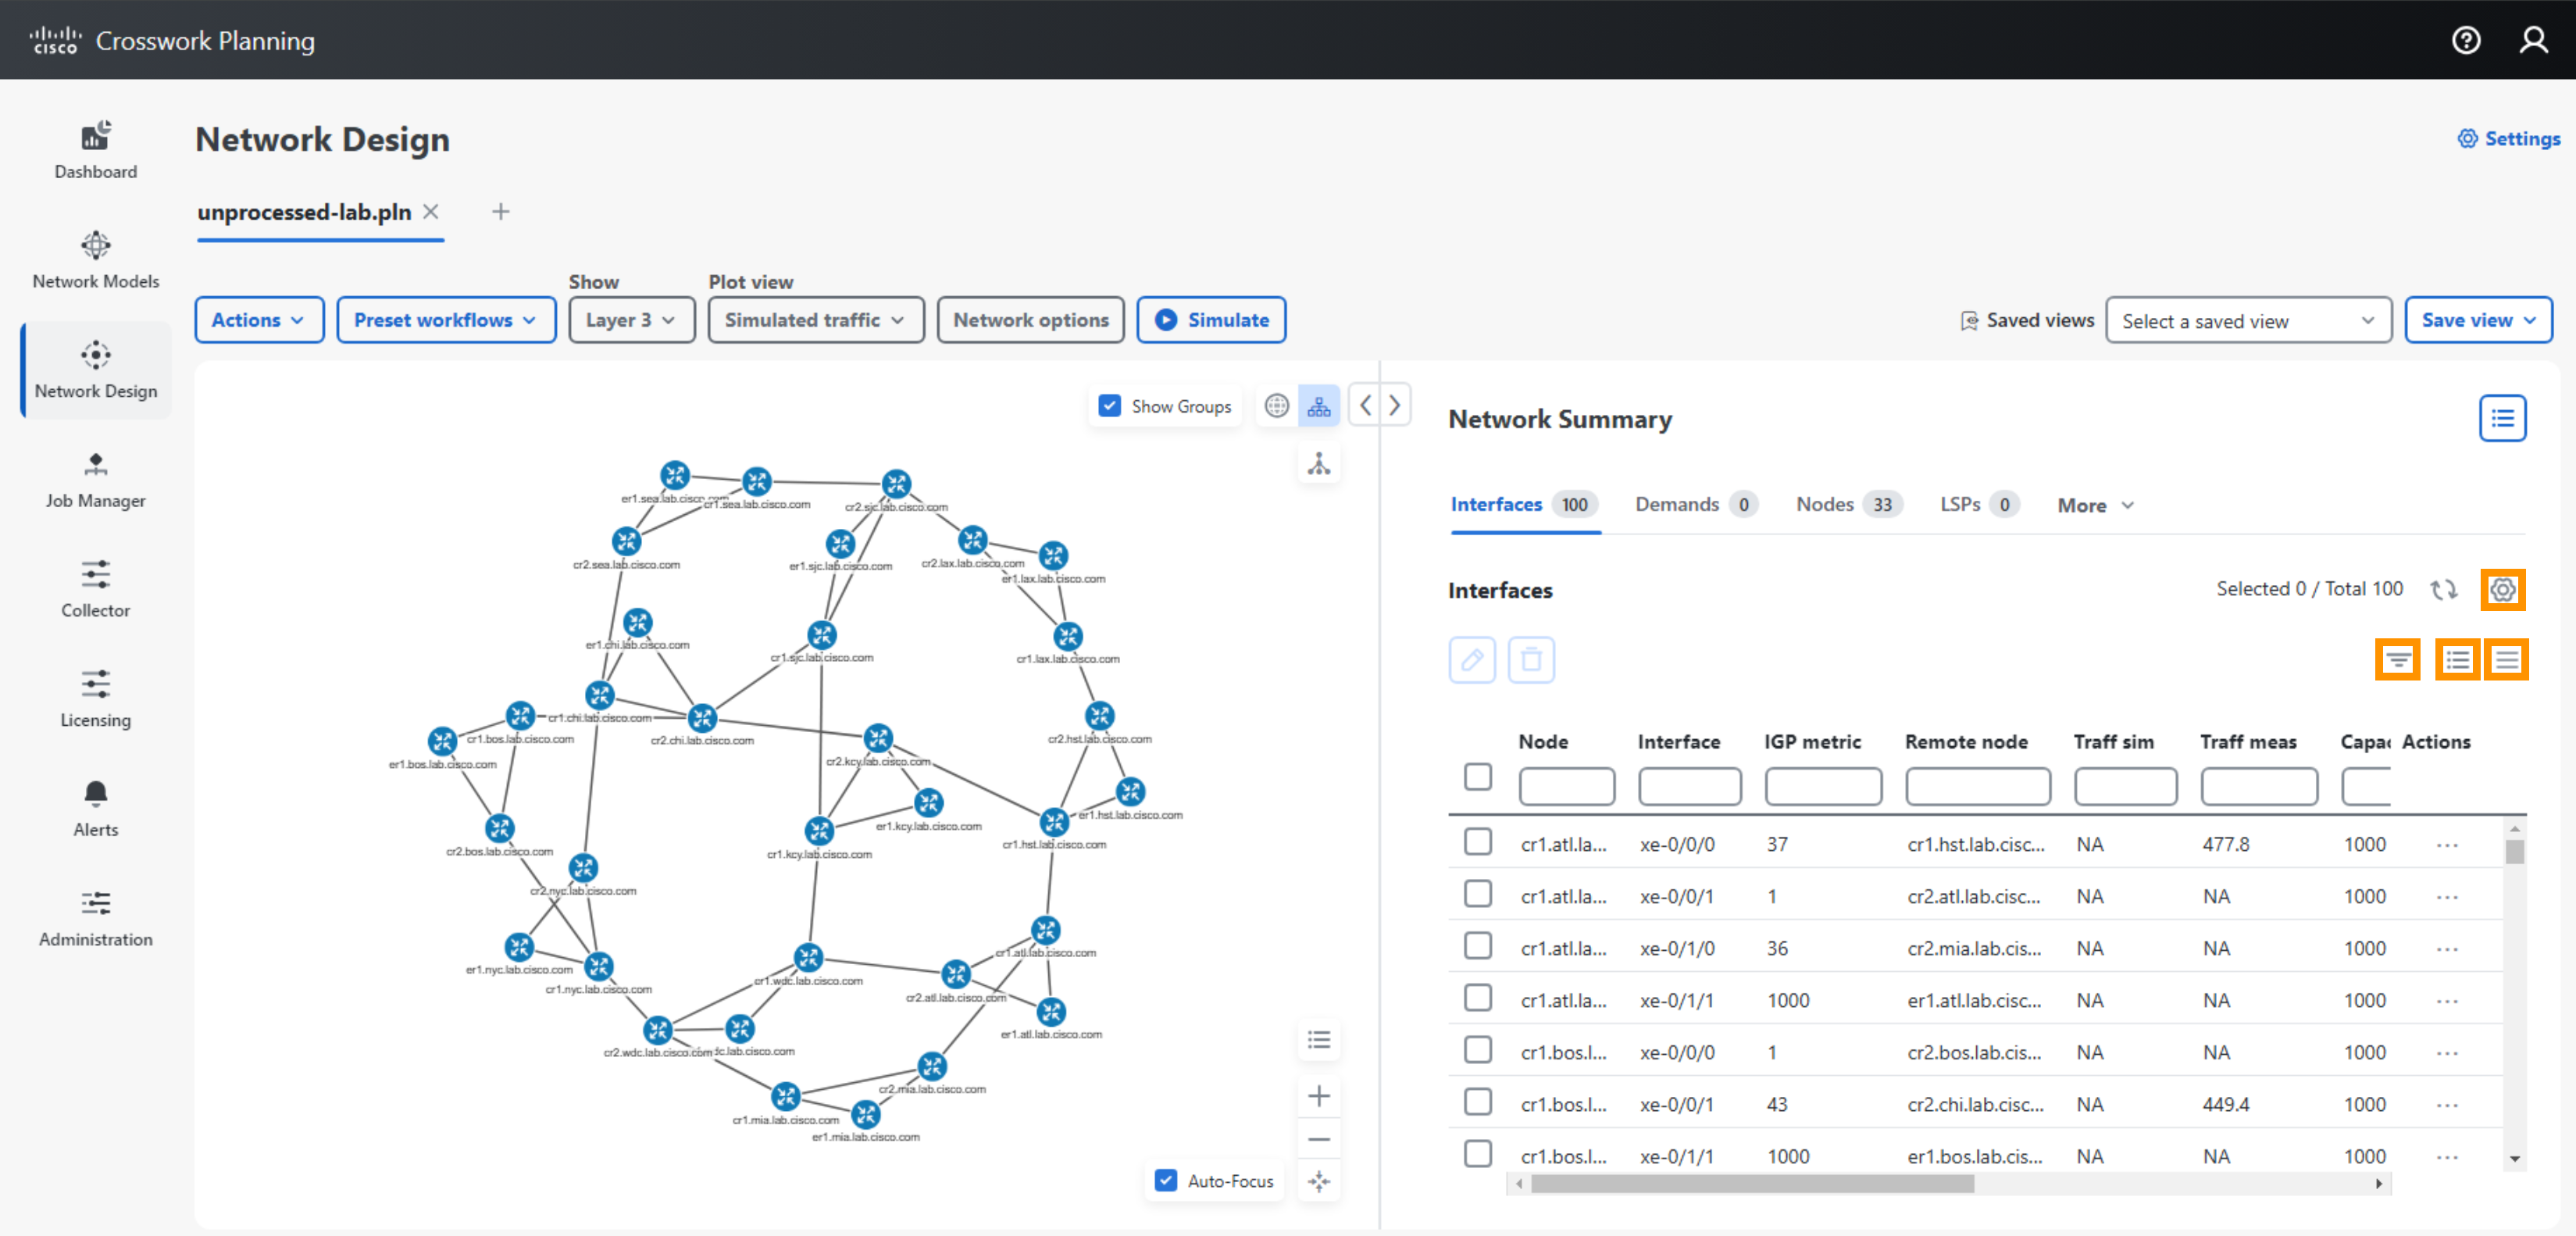 cisco Crosswork Planning
Dashboard
Network Models
Network Design
Job Manager
Collector
Licensing
Alerts
Administration
Network Design
Settings
unprocessed-lab.pln
Show
Plot view
Actions
Preset workflows
Layer 3
Simulated traffic
Network options
Simulate
Saved views
Select a saved view
Save view
Show Groups
er1.sea.lab.cisco.com
cr1.sea.lab.cisco.com
cr2.sjc.lab.cisco.com
cr2.sea.lab.cisco.com
er1.sjc.lab.cisco.com
cr2.lax.lab.cisco.com
er1.lax.lab.cisco.com
er1.chi.lab.cisco.com
cr1.sjc.lab.cisco.com
cr1.lax.lab.cisco.com
cr1.chi.lab.cisco.com
cr1.bos.lab.cisco.com
cr2.chi.lab.cisco.com
cr2.hst.lab.cisco.com
er1.bos.lab.cisco.com
cr2.kcy.lab.cisco.com
er1.hst.lab.cisco.com
er1.kcy.lab.cisco.com
cr1.hst.lab.cisco.com
cr2.bos.lab.cisco.com
cr1.kcy.lab.cisco.com
cr2.nyc.lab.cisco.com
cr1.atl.lab.cisco.com
er1.nyc.lab.cisco.com
cr1.wdc.lab.cisco.com
cr1.nyc.lab.cisco.com
cr2.atl.lab.cisco.com
er1.atl.lab.cisco.com
cr2.wdc.lab.cisco.com
lc.lab.cisco.com
cr2.mia.lab.cisco.com
cr1.mia.lab.cisco.com
er1.mia.lab.cisco.com
Auto-Focus
Network Summary
Interfaces 100 Demands 0 Nodes 33 LSPs 0 More
Interfaces
Selected 0 / Total 100
Node Interface IGP metric Remote node Traff sim Traff meas Capac Actions
cr1.atl.la... xe-0/0/0 37 cr1.hst.lab.cisc... NA 477.8 1000 ...
cr1.atl.la... xe-0/0/1 1 cr2.atl.lab.cisc... NA NA 1000 ...
cr1.atl.la... xe-0/1/0 36 cr2.mia.lab.cis... NA NA 1000 ...
cr1.atl.la... xe-0/1/1 1000 er1.atl.lab.cisc... NA NA 1000 ...
cr1.bos.l... xe-0/0/0 1 cr2.bos.lab.cis... NA NA 1000 ...
cr1.bos.l... xe-0/0/1 43 cr2.chi.lab.cisc... NA 449.4 1000 ...
cr1.bos.l... xe-0/1/1 1000 er1.bos.lab.cis... NA NA 1000 ...